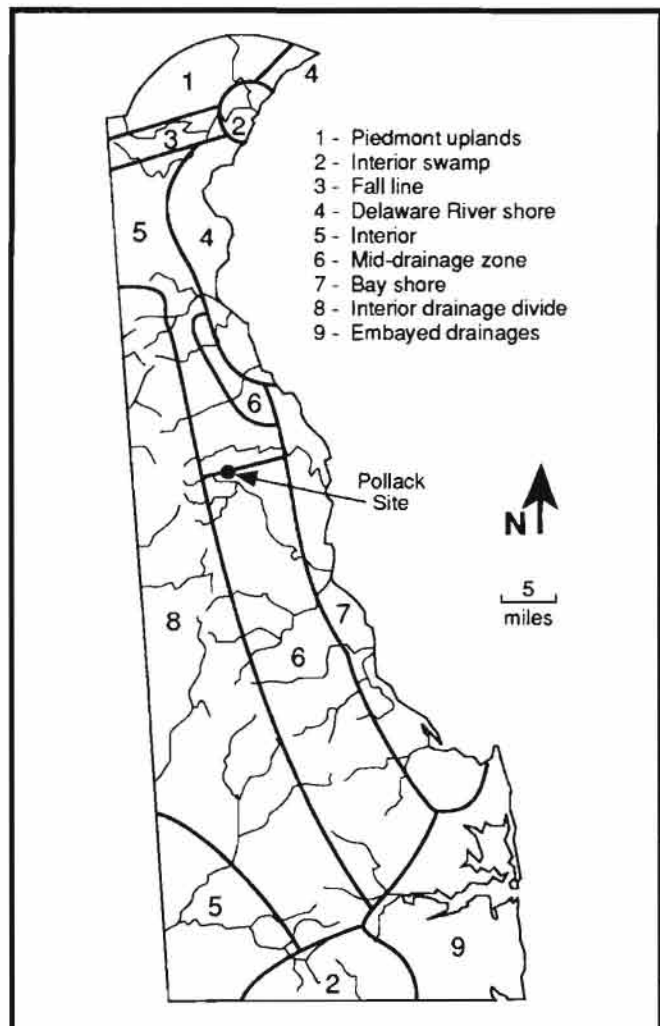 1
4
2
3
1 - Piedmont uplands
2 - Interior swamp
3 - Fall line
4 - Delaware River shore
5 - Interior
6 - Mid-drainage zone
7 - Bay shore
8 - Interior drainage divide
9 - Embayed drainages
5
4
6
Pollack
Site
N
5
miles
8
7
6
5
9
2